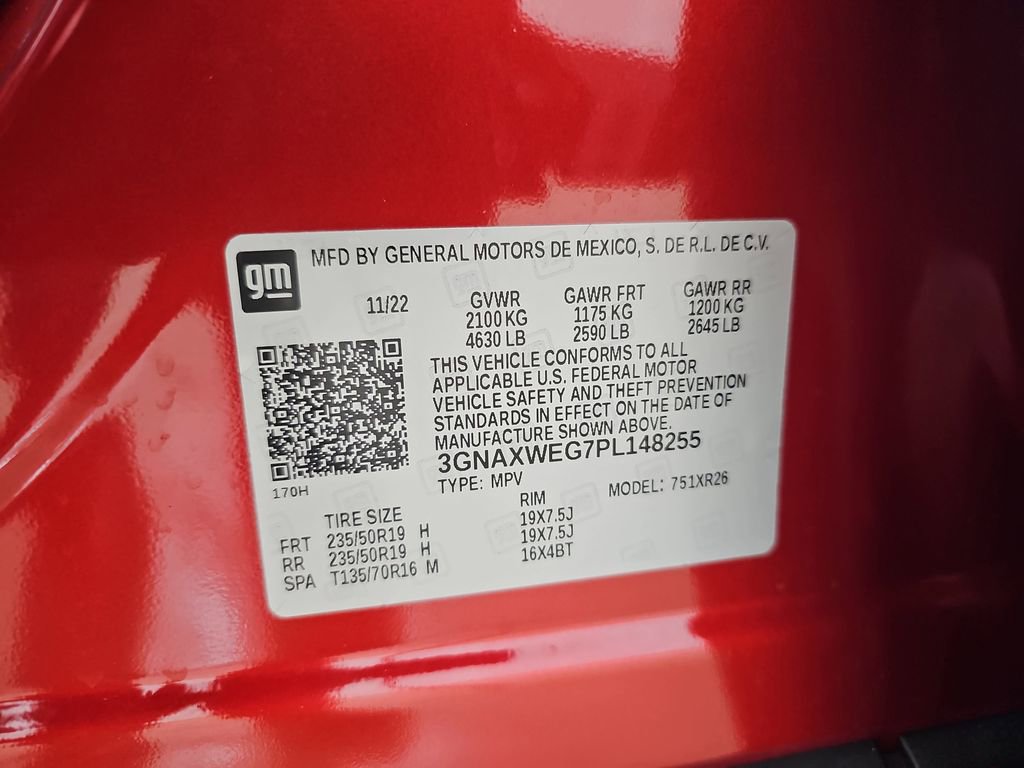 gm
MFD BY GENERAL MOTORS DE MEXICO, S. DE R.L. DE C.V.
11/22 GVWR GAWR FRT GAWR RR
2100 KG 1175 KG 1200 KG
4630 LB 2590 LB 2645 LB
THIS VEHICLE CONFORMS TO ALL
APPLICABLE U.S. FEDERAL MOTOR
VEHICLE SAFETY AND THEFT PREVENTION
STANDARDS IN EFFECT ON THE DATE OF
MANUFACTURE SHOWN ABOVE.
3GNAXWEG7PL148255
170H
TYPE: MPV MODEL: 751XR26
TIRE SIZE RIM
FRT 235/50R19 H 19X7.5J
RR 235/50R19 H 19X7.5J
SPA T135/70R16 M 16X4BT